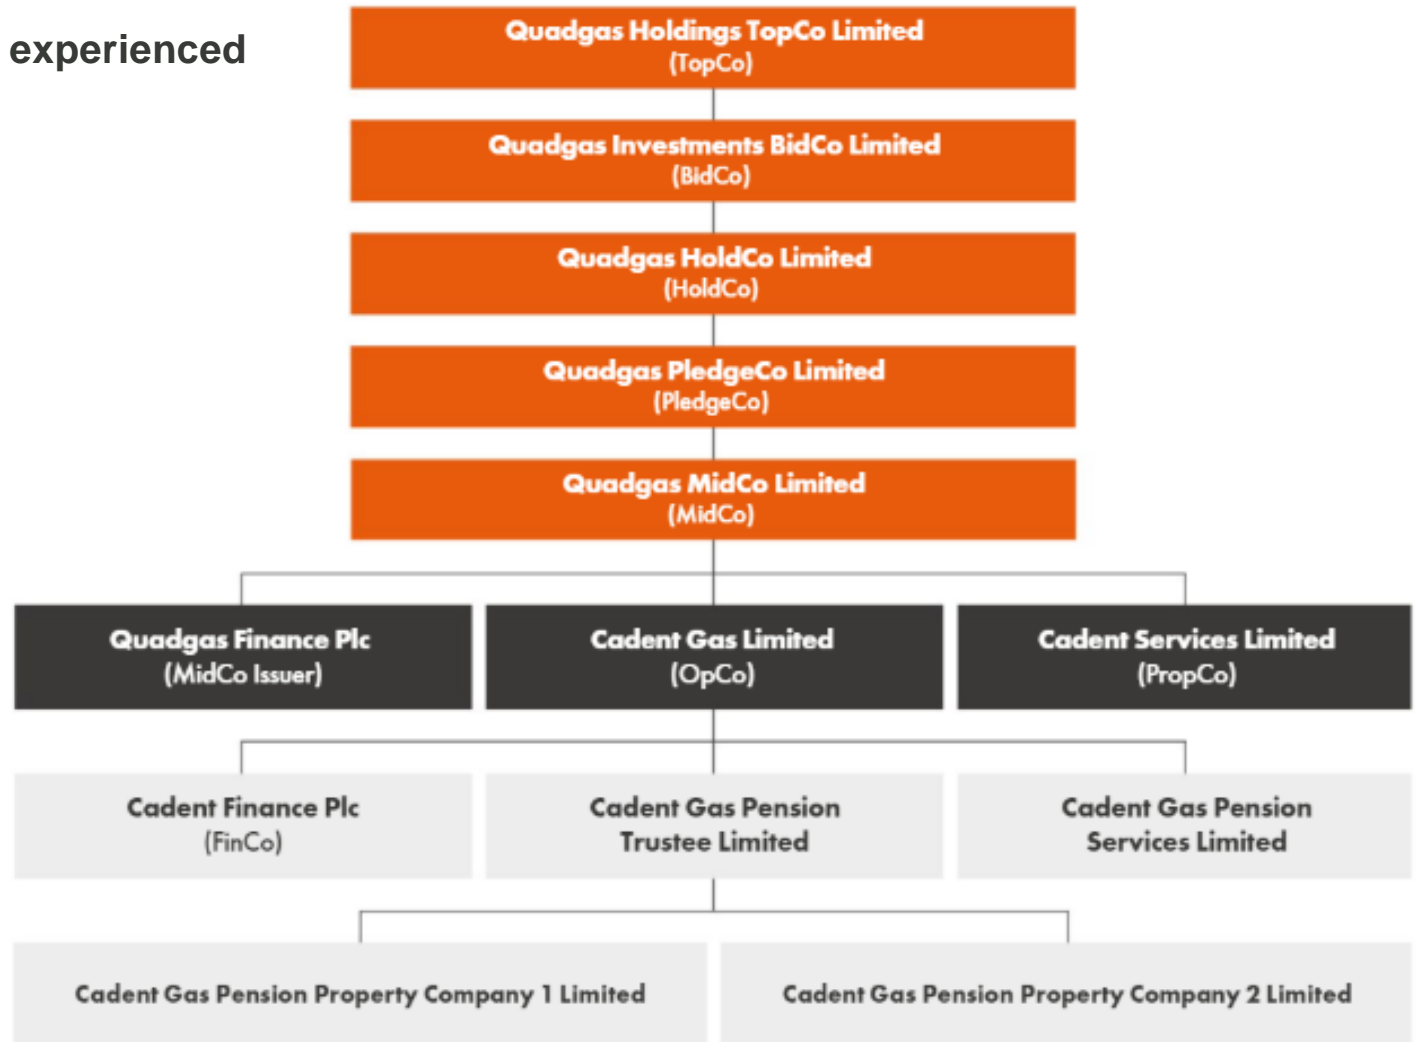 experienced
Quadgas Holdings TopCo Limited
(TopCo)
Quadgas Investments BidCo Limited
(BidCo)
Quadgas HoldCo Limited
(HoldCo)
Quadgas PledgeCo Limited
(PledgeCo)
Quadgas MidCo Limited
(MidCo)
Quadgas Finance Plc
(MidCo Issuer)
Cadent Gas Limited
(OpCo)
Cadent Services Limited
(PropCo)
Cadent Finance Plc
(FinCo)
Cadent Gas Pension
Trustee Limited
Cadent Gas Pension
Services Limited
Cadent Gas Pension Property Company 1 Limited
Cadent Gas Pension Property Company 2 Limited